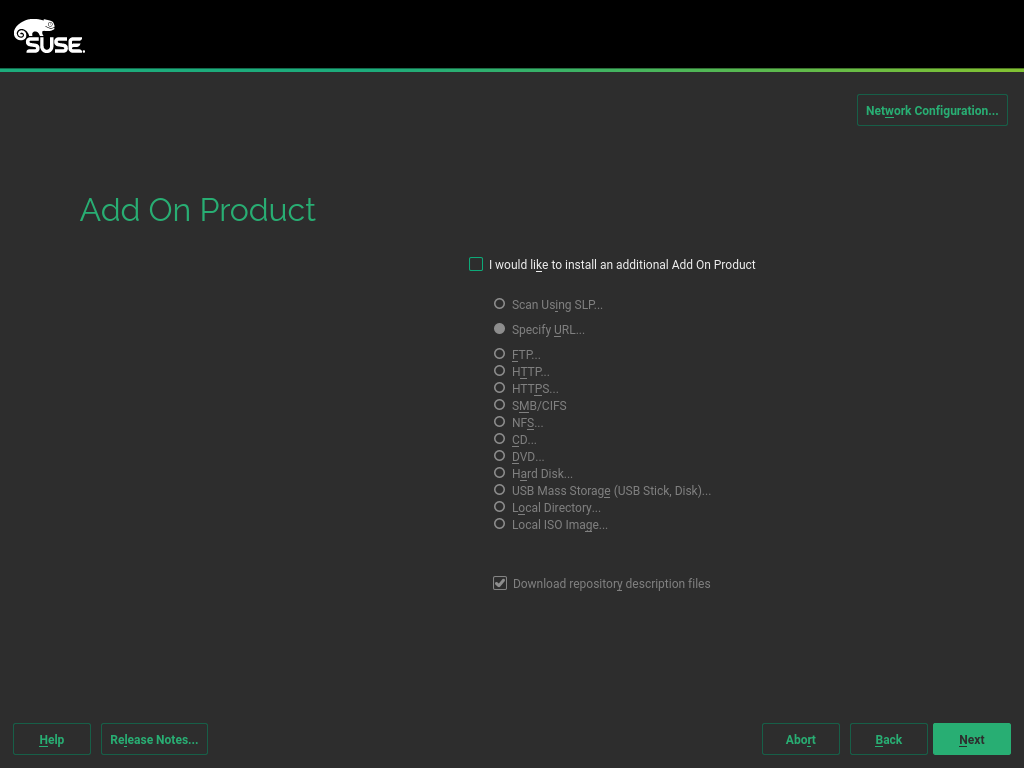 SUSE.
Network Configuration...
Add On Product
I would like to install an additional Add On Product
Scan Using SLP...
Specify URL...
FTP...
HTTP...
HTTPS...
SMB/CIFS
NFS...
CD...
DVD...
Hard Disk...
USB Mass Storage (USB Stick, Disk)...
Local Directory...
Local ISO Image...
Download repository description files
Help Release Notes... Abort Back Next